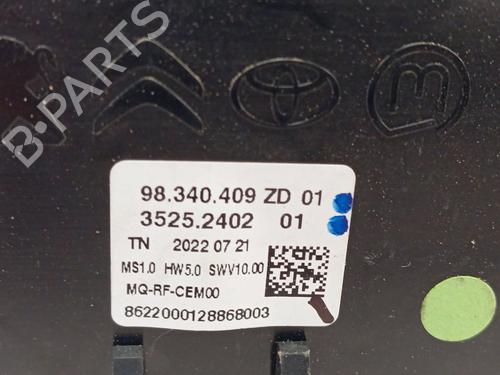 B-PARTS
98.340.409 ZD 01
3525.2402 01
TN 2022 07 21
MS1.0 HW5.0 SWV10.00
MQ-RF-CEM00
8622000128868003